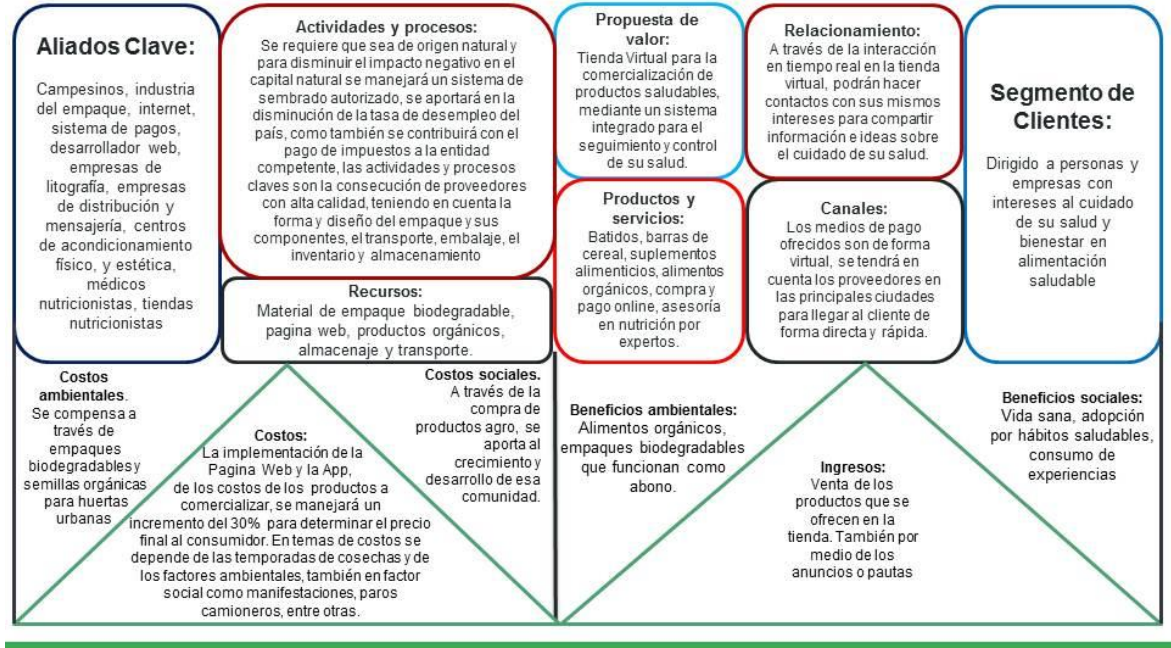 Aliados Clave:
Campesinos, industria
del empaque, internet,
sistema de pagos,
desarrollador web,
empresas de
litografía, empresas
de distribución y
mensajería, centros
de acondicionamiento
físico, y estética,
médicos
nutricionistas, tiendas
nutricionistas
Actividades y procesos:
Se requiere que sea de origen natural y
para disminuir el impacto negativo en el
capital natural se manejará un sistema de
sembrado autorizado, se aportará en la
disminución de la tasa de desempleo del
país, como también se contribuirá con el
pago de impuestos a la entidad
competente, las actividades y procesos
claves son la consecución de proveedores
con alta calidad, teniendo en cuenta la
forma y diseño del empaque y sus
componentes, el transporte, embalaje, el
inventario y almacenamiento
Recursos:
Material de empaque biodegradable,
pagina web, productos orgánicos,
almacenaje y transporte.
Propuesta de
valor:
Tienda Virtual para la
comercialización de
productos saludables,
mediante un sistema
integrado para el
seguimiento y control
de su salud.
Productos y
servicios:
Batidos, barras de
cereal, suplementos
alimenticios, alimentos
orgánicos, compra y
pago online, asesoría
en nutrición por
expertos.
Relacionamiento:
A través de la interacción
en tiempo real en la tienda
virtual, podrán hacer
contactos con sus mismos
intereses para compartir
información e ideas sobre
el cuidado de su salud.
Canales:
Los medios de pago
ofrecidos son de forma
virtual, se tendrá en
cuenta los proveedores en
las principales ciudades
para llegar al cliente de
forma directa y rápida.
Segmento de
Clientes:
Dirigido a personas y
empresas con
intereses al cuidado
de su salud y
bienestar en
alimentación
saludable
Costos
ambientales.
Se compensa a
través de
empaques
biodegradables y
semillas orgánicas
para huertas
urbanas
Costos:
La implementación de la
Pagina Web y la App,
de los costos de los productos a
comercializar, se manejará un
incremento del 30% para determinar el precio
final al consumidor. En temas de costos se
depende de las temporadas de cosechas y de
los factores ambientales, también en factor
social como manifestaciones, paros
camioneros, entre otras.
Costos sociales.
A través de la
compra de
productos agro, se
aporta al
crecimiento y
desarrollo de esa
comunidad.
Beneficios ambientales:
Alimentos orgánicos,
empaques biodegradables
que funcionan como
abono.
Ingresos:
Venta de los
productos que se
ofrecen en la
tienda. También por
medio de los
anuncios o pautas
Beneficios sociales:
Vida sana, adopción
por hábitos saludables,
consumo de
experiencias